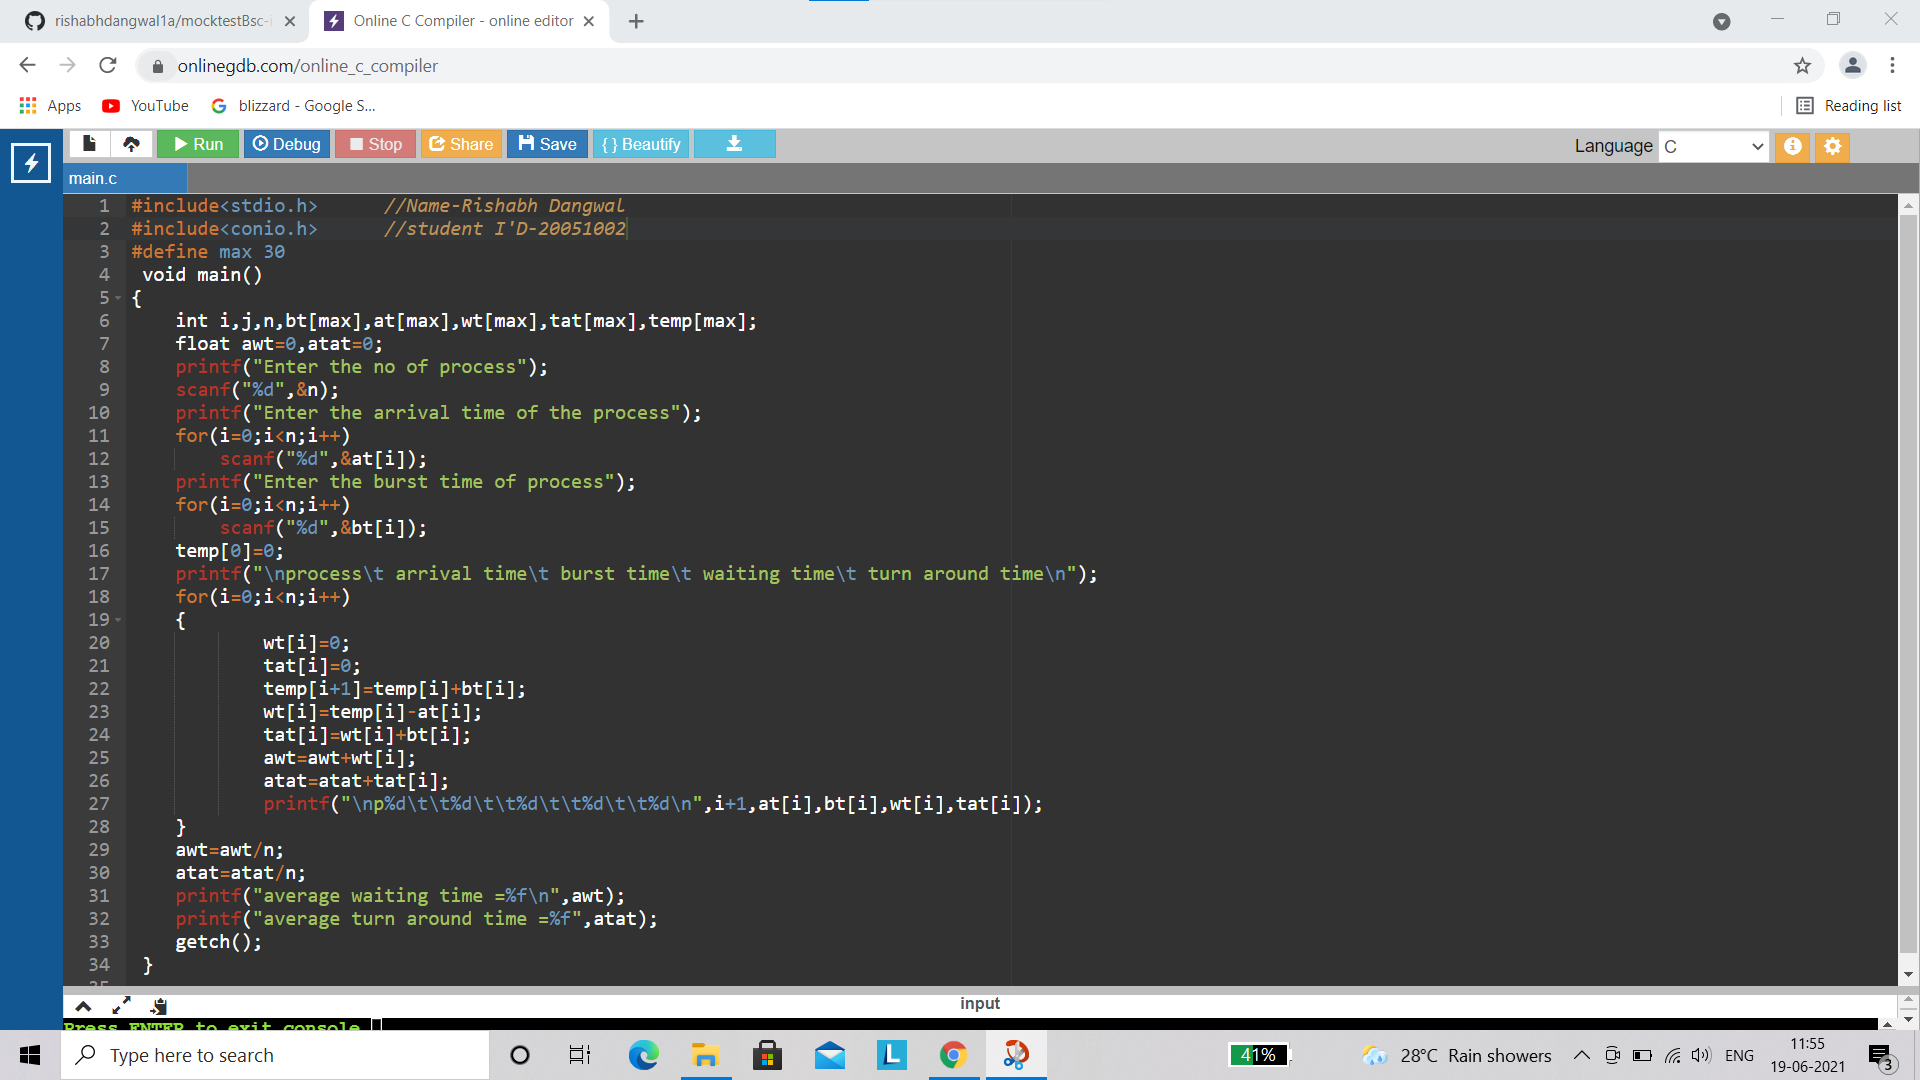 rishabhdangwal1a/mocktestBsc-i
Online C Compiler - online editor
onlinegdb.com/online_c_compiler
Apps
YouTube
blizzard - Google S...
Reading list
Run
Debug
Stop
Share
Save
{ } Beautify
Language C
main.c
1 #include<stdio.h> //Name-Rishabh Dangwal
2 #include<conio.h> //student I'D-20051002
3 #define max 30
4 void main()
5 {
6 int i,j,n,bt[max],at[max],wt[max],tat[max],temp[max];
7 float awt=0,atat=0;
8 printf("Enter the no of process");
9 scanf("%d",&n);
10 printf("Enter the arrival time of the process");
11 for(i=0;i<n;i++)
12 scanf("%d",&at[i]);
13 printf("Enter the burst time of process");
14 for(i=0;i<n;i++)
15 scanf("%d",&bt[i]);
16 temp[0]=0;
17 printf("\nprocess\t arrival time\t burst time\t waiting time\t turn around time\n");
18 for(i=0;i<n;i++)
19 {
20 wt[i]=0;
21 tat[i]=0;
22 temp[i+1]=temp[i]+bt[i];
23 wt[i]=temp[i]-at[i];
24 tat[i]=wt[i]+bt[i];
25 awt=awt+wt[i];
26 atat=atat+tat[i];
27 printf("\np%d\t\t%d\t\t%d\t\t%d\t\t%d\n",i+1,at[i],bt[i],wt[i],tat[i]);
28 }
29 awt=awt/n;
30 atat=atat/n;
31 printf("average waiting time =%f\n",awt);
32 printf("average turn around time =%f",atat);
33 getch();
34 }
35
input
Press ENTER to exit console.
Type here to search
41%
28°C Rain showers
ENG
11:55
19-06-2021
3